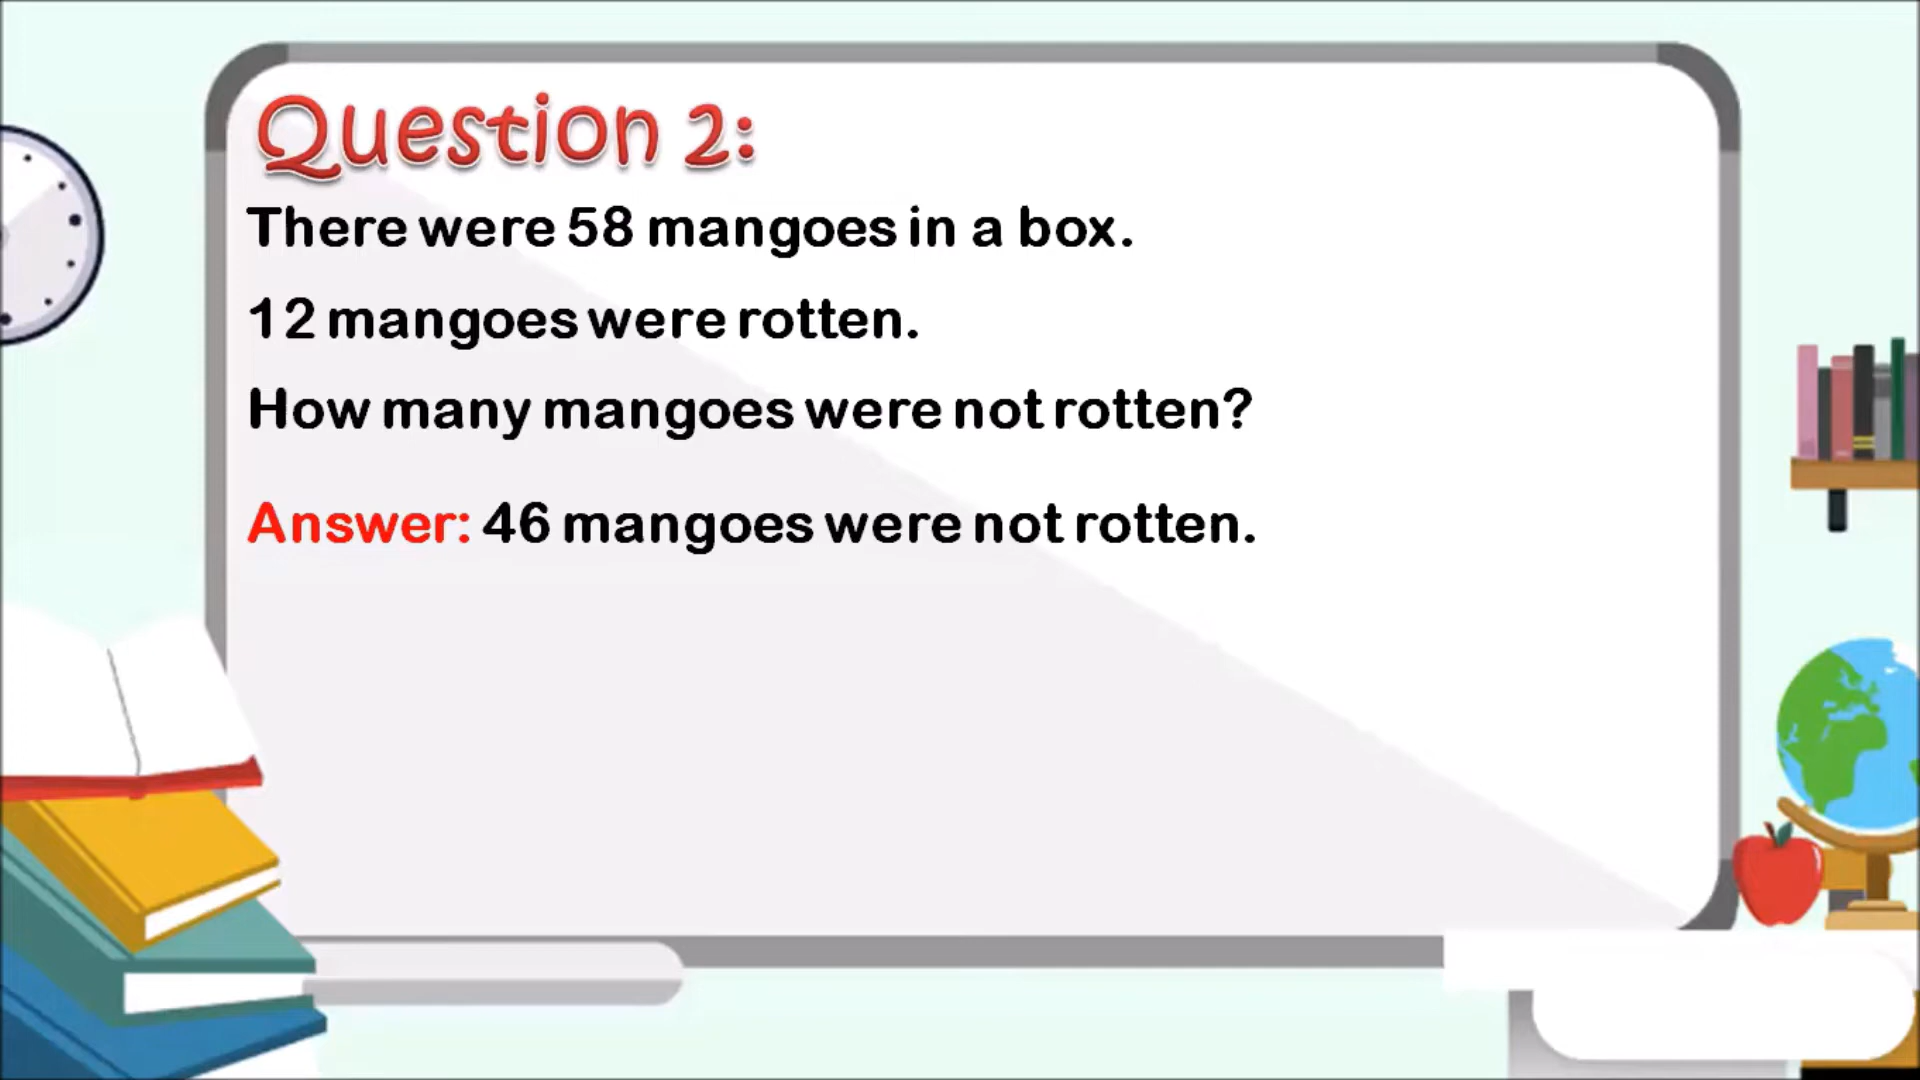 Question 2:
There were 58 mangoes in a box.
12 mangoes were rotten.
How many mangoes were not rotten?
Answer: 46 mangoes were not rotten.